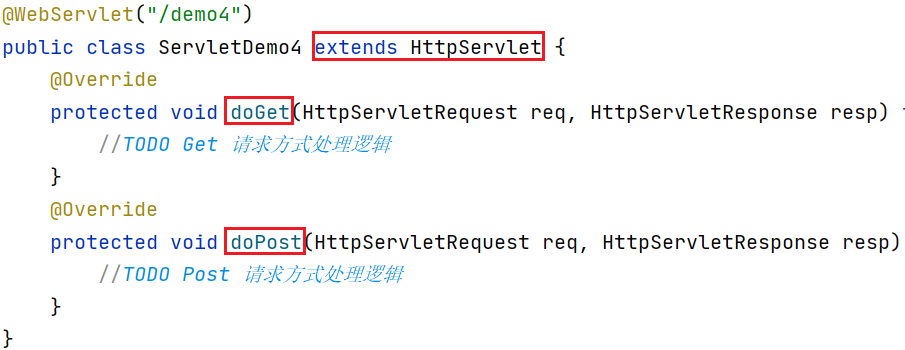 @WebServlet("/demo4")
public class ServletDemo4 extends HttpServlet {
    @Override
    protected void doGet(HttpServletRequest req, HttpServletResponse resp)
        //TODO Get 请求方式处理逻辑
    }
    @Override
    protected void doPost(HttpServletRequest req, HttpServletResponse resp)
        //TODO Post 请求方式处理逻辑
    }
}